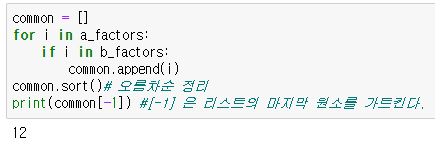 common = []
for i in a_factors:
    if i in b_factors:
        common.append(i)
common.sort()# 오름차순 정리
print(common[-1]) #[-1] 은 리스트의 마지막 원소를 가트킨다.
12